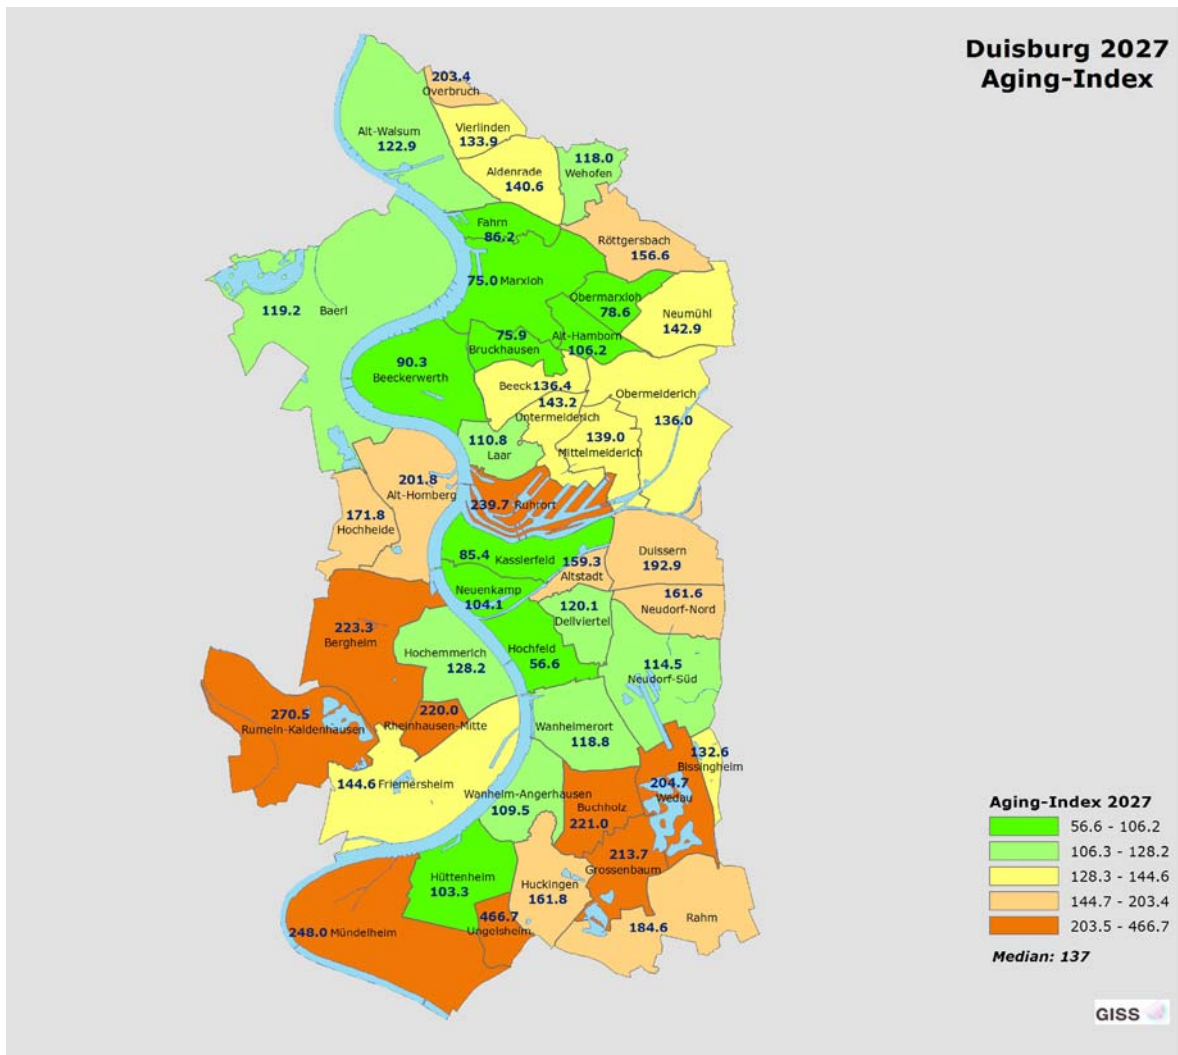 Duisburg 2027
Aging-Index
203.4
Overbruch
Vierlinden
133.9
Alt-Walsum
122.9
Aldenrade
140.6
118.0
Wehofen
Fahrn
86.2
Röttgersbach
156.6
75.0 Marxloh
Obermarxloh
78.6
Neumühl
142.9
119.2 Baerl
75.9
Bruckhausen
Alt-Hamborn
106.2
90.3
Beeckerwerth
Beeck 136.4
143.2
Untermeiderich
Obermeiderich
136.0
139.0
Mittelmeiderich
110.8
Laar
201.8
Alt-Homberg
239.7 Ruhrort
171.8
Hochheide
85.4 Kasslerfeld
159.3
Altstadt
Duissern
192.9
Neuenkamp
104.1
120.1
Dellviertel
161.6
Neudorf-Nord
223.3
Bergheim
Hochemmerich
128.2
Hochfeld
56.6
114.5
Neudorf-Süd
270.5
Rumeln-Kaldenhausen
220.0
Rheinhausen-Mitte
Wanheimerort
118.8
132.6
Bissingheim
144.6 Friemersheim
Wanheim-Angerhausen
109.5
Buchholz
221.0
204.7
Wedau
213.7
Grossenbaum
Hüttenheim
103.3
Huckingen
161.8
466.7
Ungelsheim
184.6 Rahm
248.0 Mündelheim
Aging-Index 2027
56.6 - 106.2
106.3 - 128.2
128.3 - 144.6
144.7 - 203.4
203.5 - 466.7
Median: 137
GISS